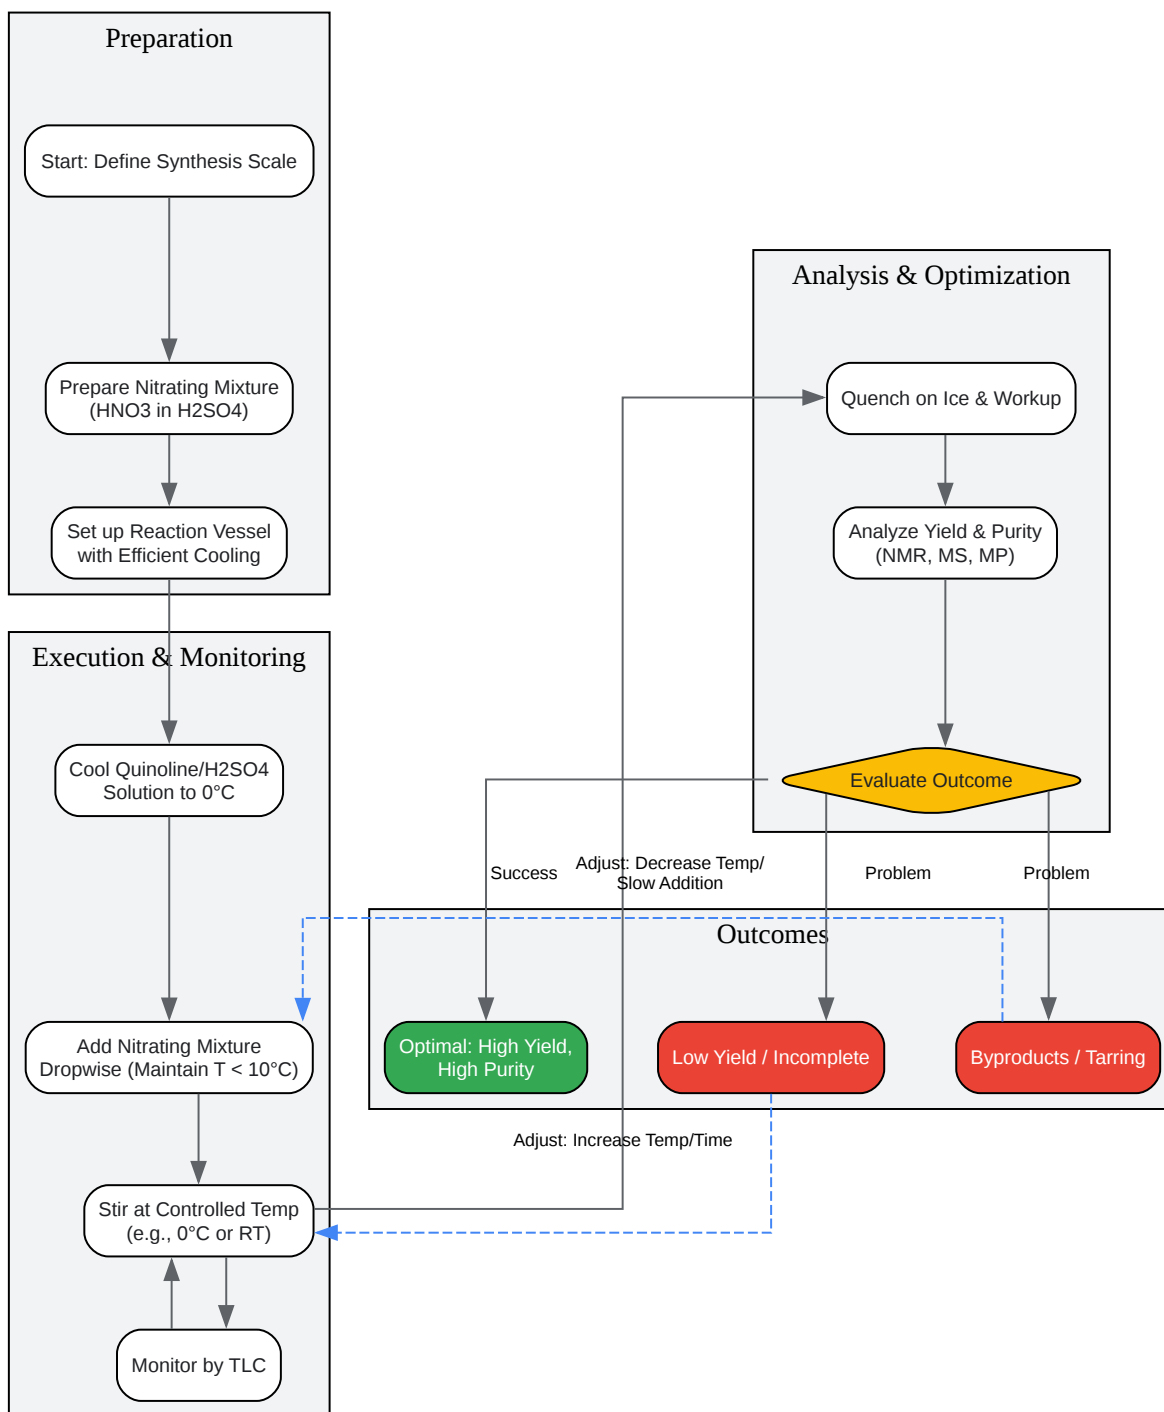 Preparation
Start: Define Synthesis Scale
Prepare Nitrating Mixture
(HNO3 in H2SO4)
Set up Reaction Vessel
with Efficient Cooling
Execution & Monitoring
Cool Quinoline/H2SO4
Solution to 0°C
Add Nitrating Mixture
Dropwise (Maintain T < 10°C)
Stir at Controlled Temp
(e.g., 0°C or RT)
Monitor by TLC
Analysis & Optimization
Quench on Ice & Workup
Analyze Yield & Purity
(NMR, MS, MP)
Evaluate Outcome
Success
Adjust: Decrease Temp/
Slow Addition
Problem
Problem
Outcomes
Optimal: High Yield,
High Purity
Low Yield / Incomplete
Byproducts / Tarring
Adjust: Increase Temp/Time